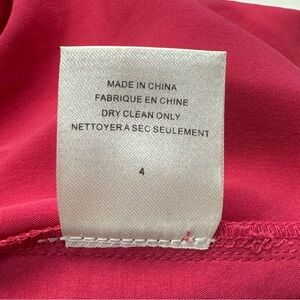 MADE IN CHINA
FABRIQUE EN CHINE
DRY CLEAN ONLY
NETTOYER A SEC SEULEMENT
4